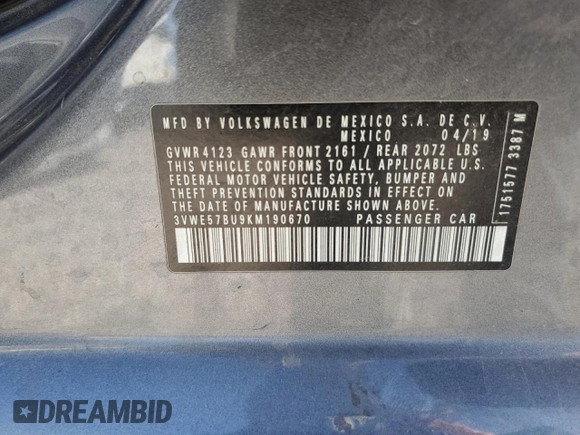 MFD BY VOLKSWAGEN DE MEXICO S.A. DE C.V.
MEXICO 04/19
GVWR 4123 GAWR FRONT 2161 / REAR 2072 LBS
THIS VEHICLE CONFORMS TO ALL APPLICABLE U.S.
FEDERAL MOTOR VEHICLE SAFETY, BUMPER AND
THEFT PREVENTION STANDARDS IN EFFECT ON
DATE OF MANUFACTURE SHOWN ABOVE.
3VWE57BU9KM190670 PASSENGER CAR
1751577 3387 M
DREAMBID